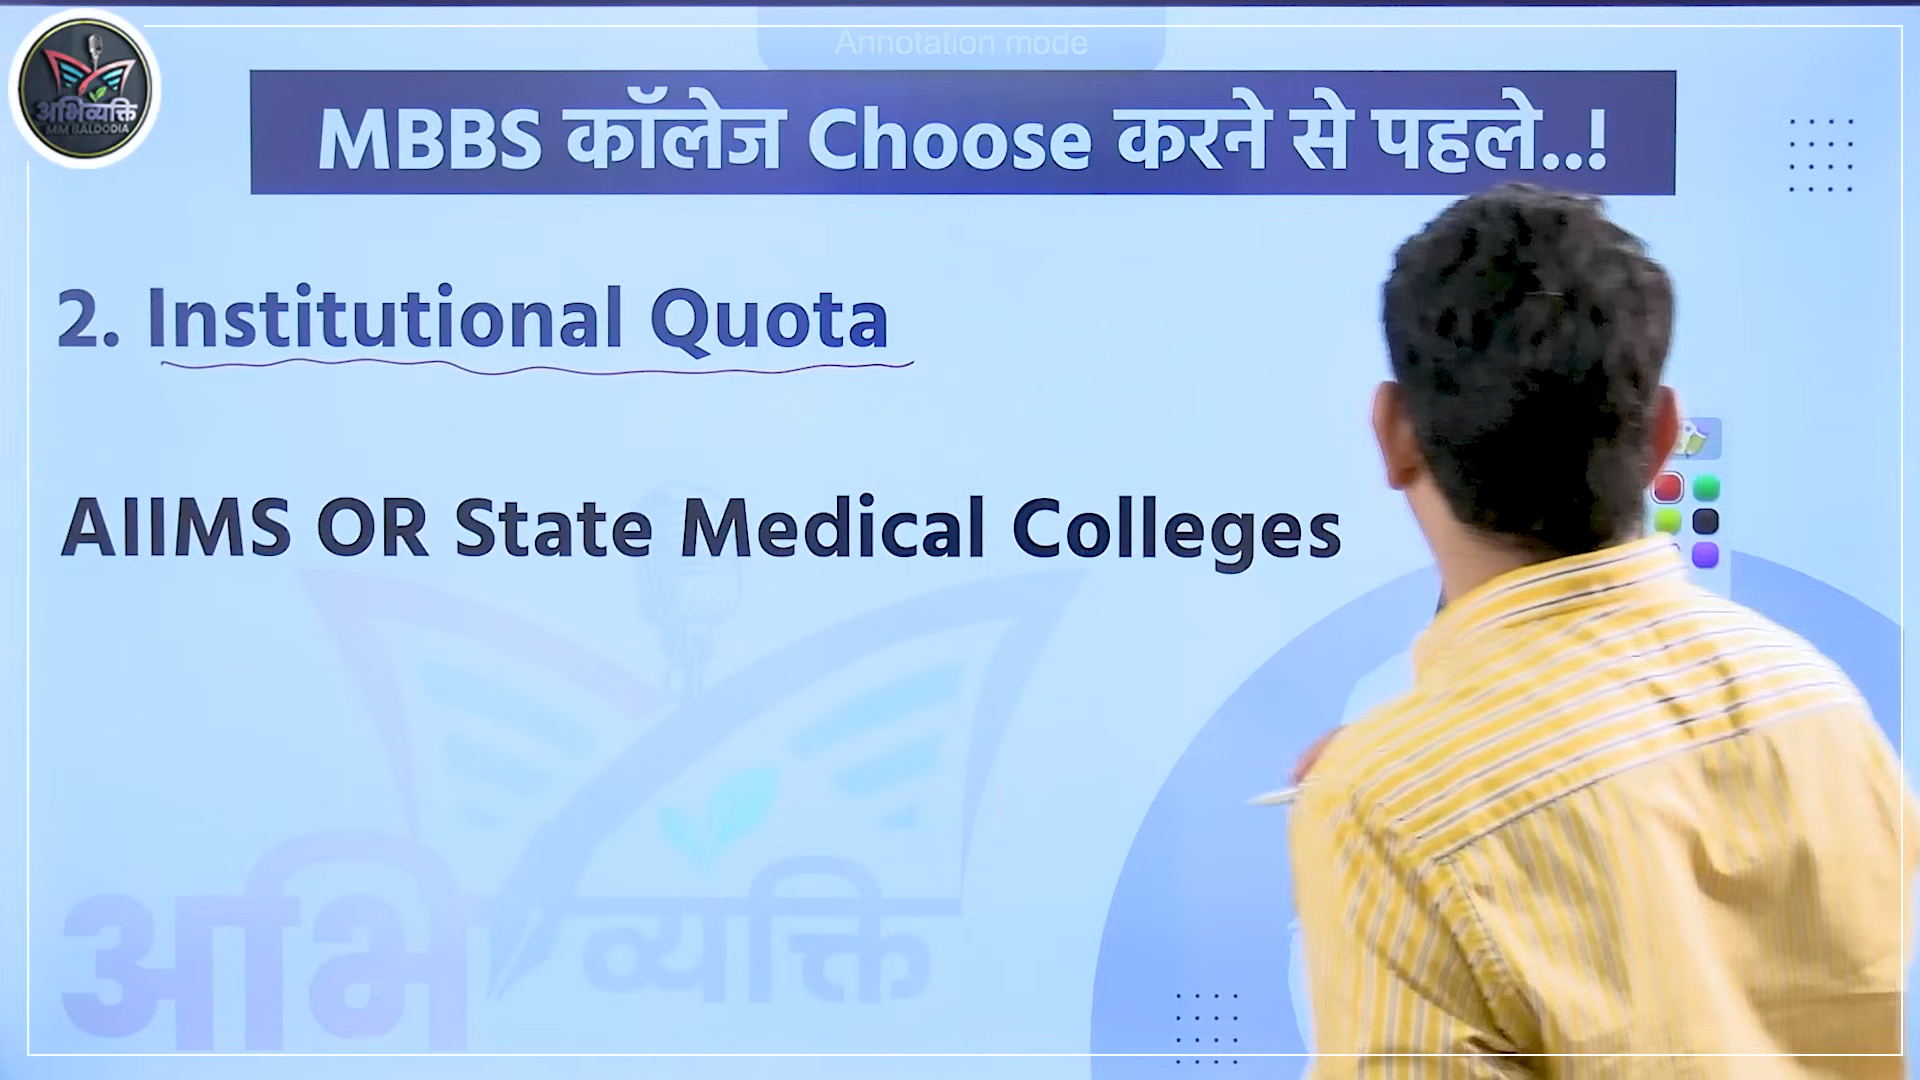 Annotation mode
अभिव्यक्ति
MM BALDODIA
MBBS कॉलेज Choose करने से पहले..!
2. Institutional Quota
AIIMS OR State Medical Colleges
अभि व्यक्ति